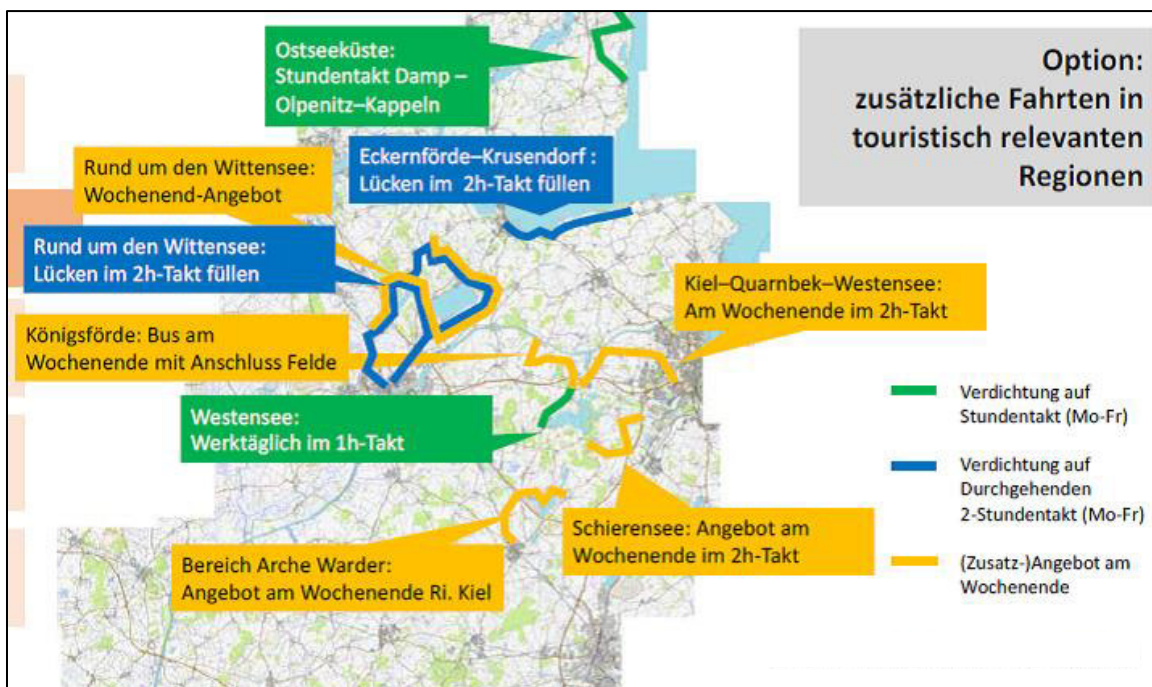 Option:
zusätzliche Fahrten in
touristisch relevanten
Regionen
Ostseeküste:
Stundentakt Damp –
Olpenitz–Kappeln
Eckernförde–Krusendorf :
Lücken im 2h-Takt füllen
Rund um den Wittensee:
Wochenend-Angebot
Rund um den Wittensee:
Lücken im 2h-Takt füllen
Kiel–Quarnbek–Westensee:
Am Wochenende im 2h-Takt
Königsförde: Bus am
Wochenende mit Anschluss Felde
Westensee:
Werktäglich im 1h-Takt
Schierensee: Angebot am
Wochenende im 2h-Takt
Bereich Arche Warder:
Angebot am Wochenende Ri. Kiel
Verdichtung auf
Stundentakt (Mo-Fr)
Verdichtung auf
Durchgehenden
2-Stundentakt (Mo-Fr)
(Zusatz-)Angebot am
Wochenende